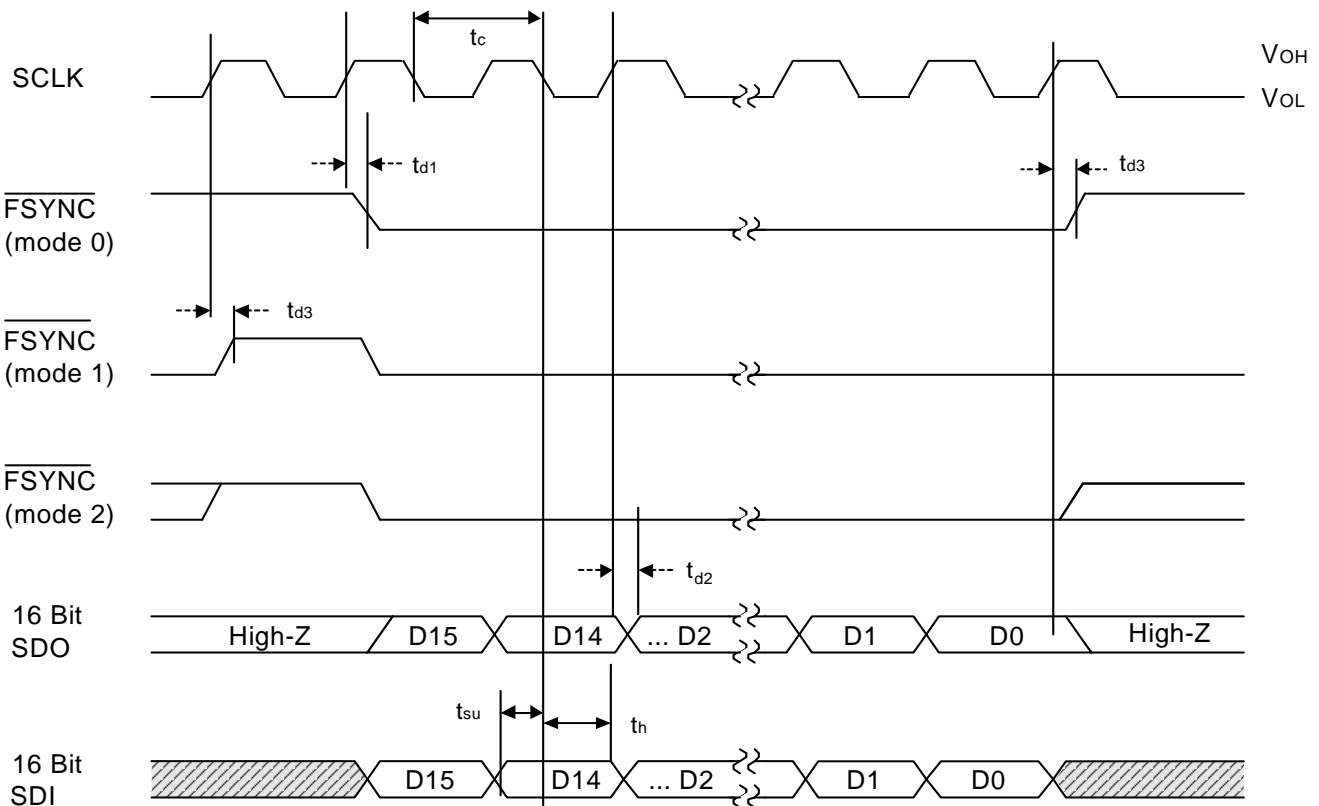 tc
SCLK
VOH
VOL
td1
td3
FSYNC
(mode 0)
td3
FSYNC
(mode 1)
FSYNC
(mode 2)
td2
16 Bit
SDO
High-Z
D15
D14
... D2
D1
D0
High-Z
tsu
th
16 Bit
SDI
D15
D14
... D2
D1
D0